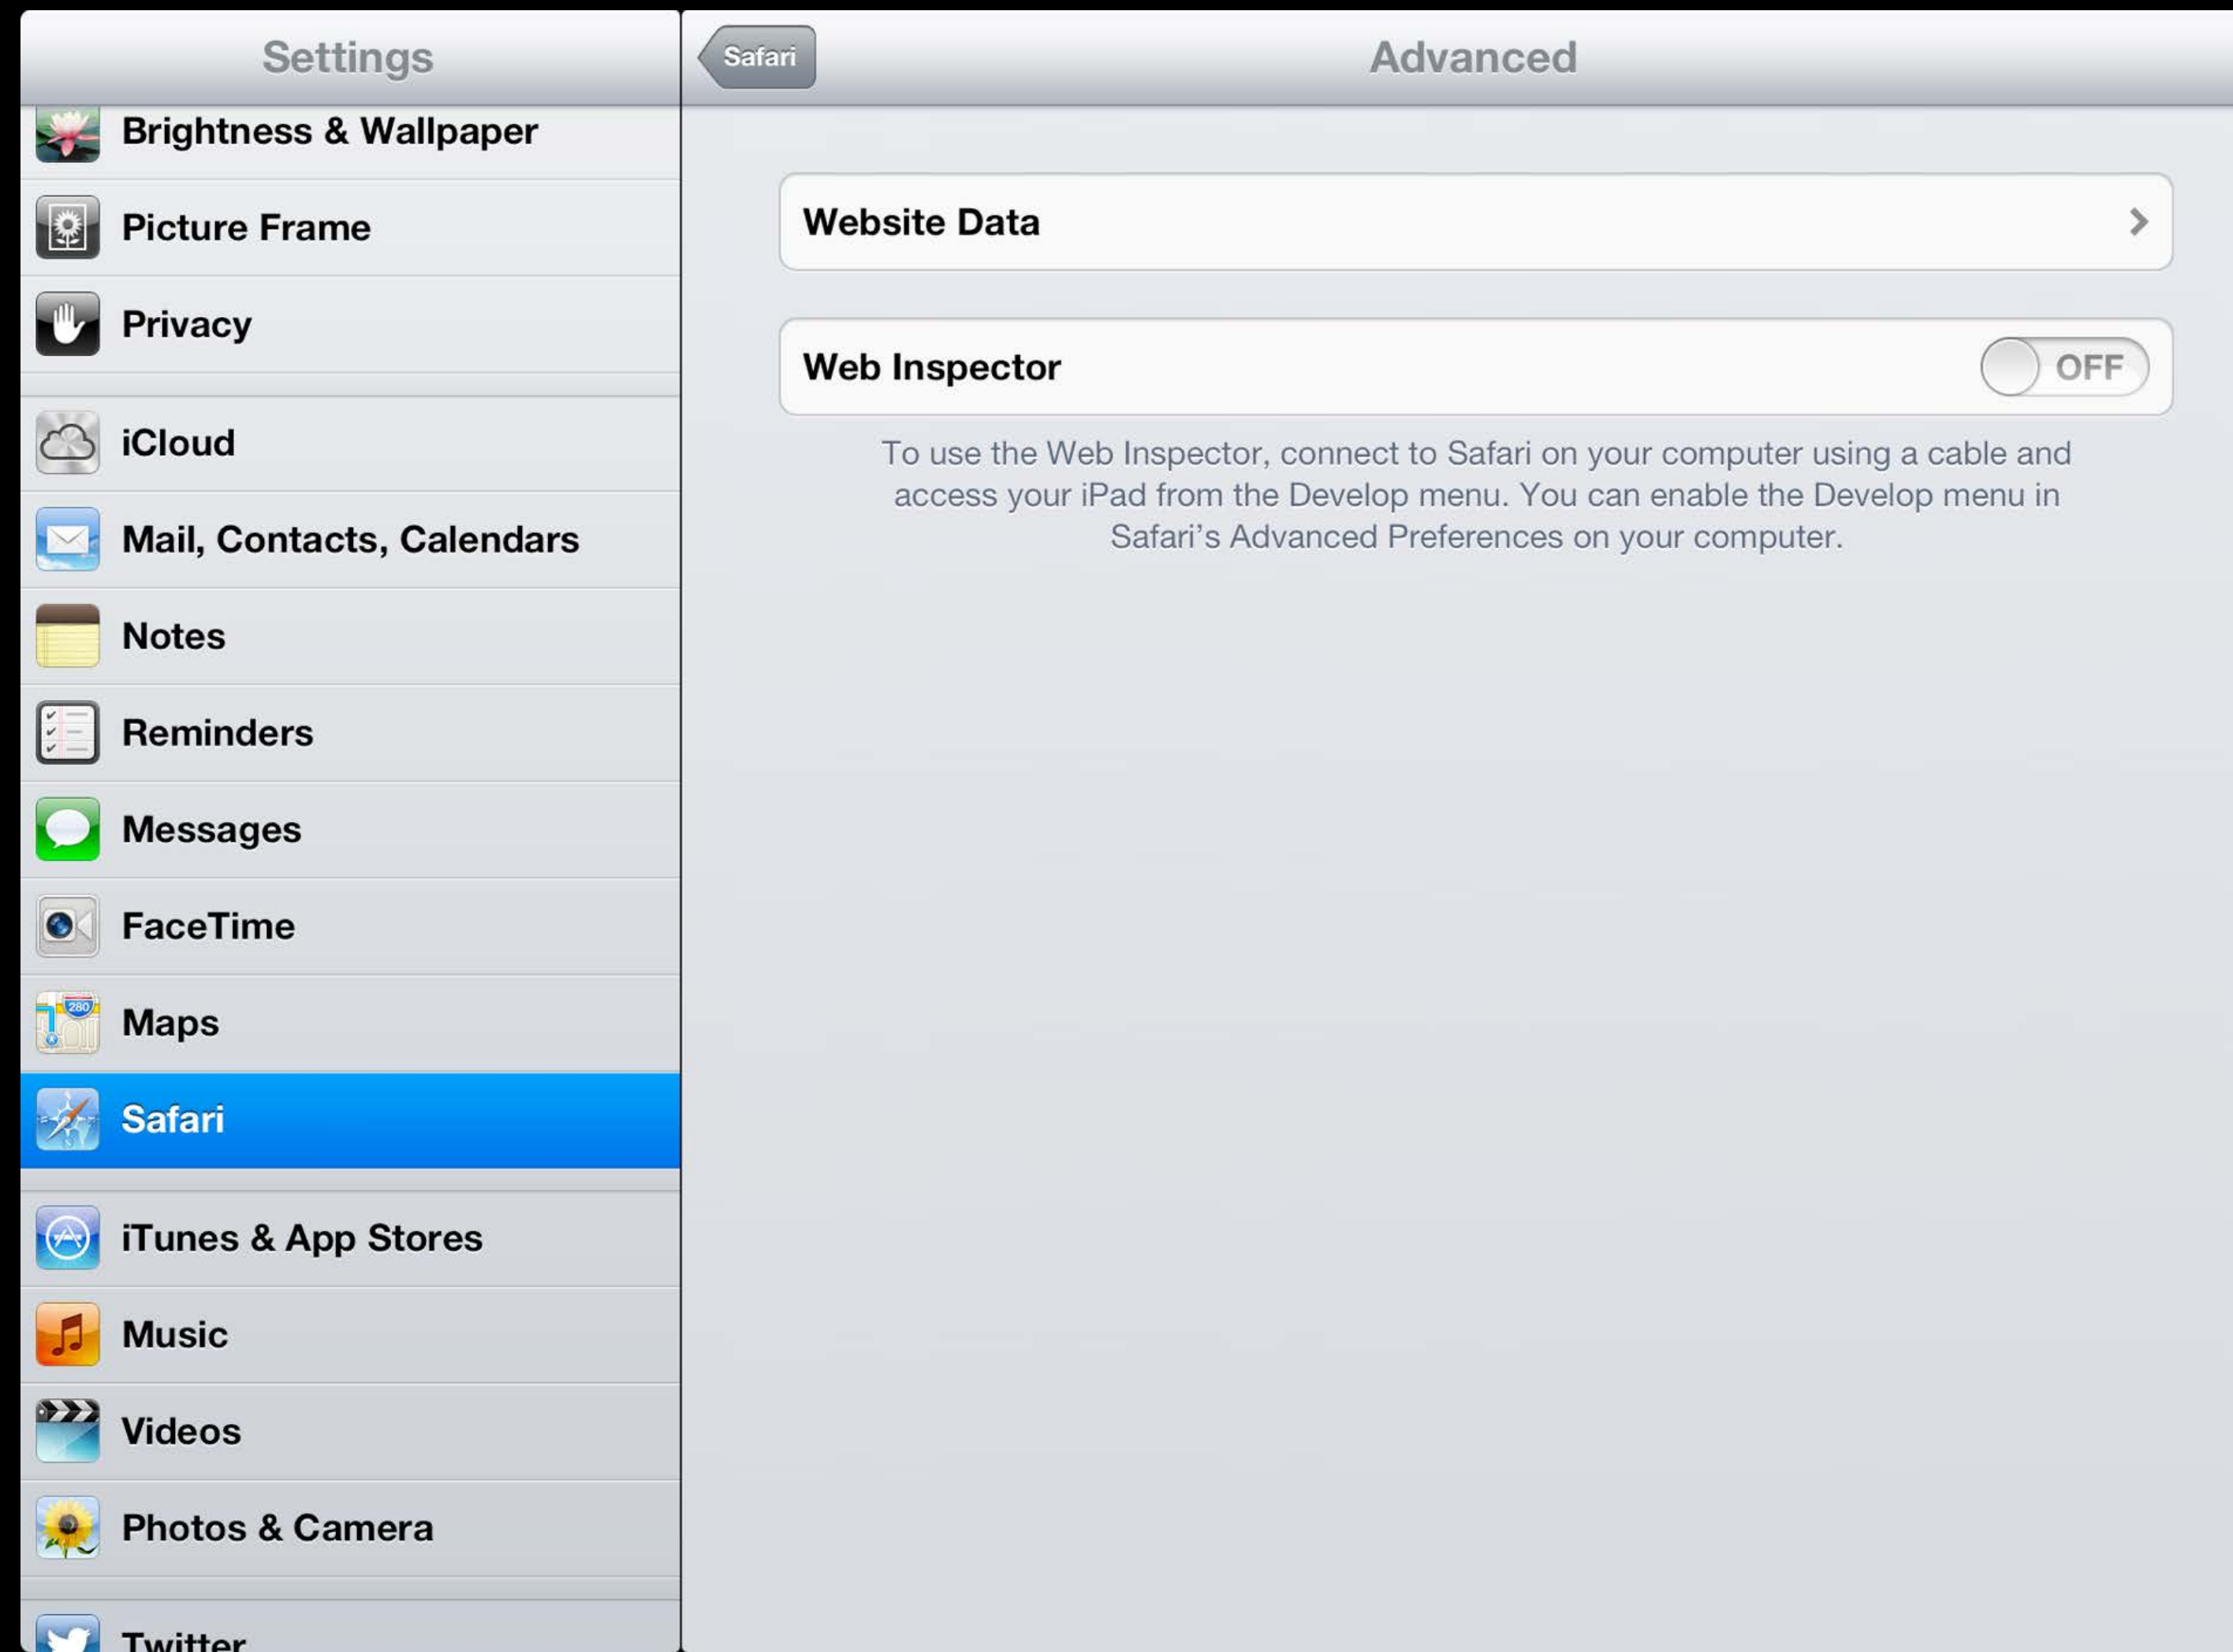 Settings
Brightness & Wallpaper
Picture Frame
Privacy
iCloud
Mail, Contacts, Calendars
Notes
Reminders
Messages
FaceTime
280
Maps
Safari
iTunes & App Stores
Music
Videos
Photos & Camera
Twitter
Safari
Advanced
Website Data
Web Inspector
OFF
To use the Web Inspector, connect to Safari on your computer using a cable and
access your iPad from the Develop menu. You can enable the Develop menu in
Safari’s Advanced Preferences on your computer.